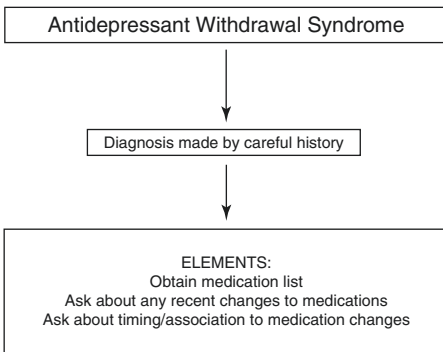 Antidepressant Withdrawal Syndrome
Diagnosis made by careful history
ELEMENTS:
Obtain medication list
Ask about any recent changes to medications
Ask about timing/association to medication changes